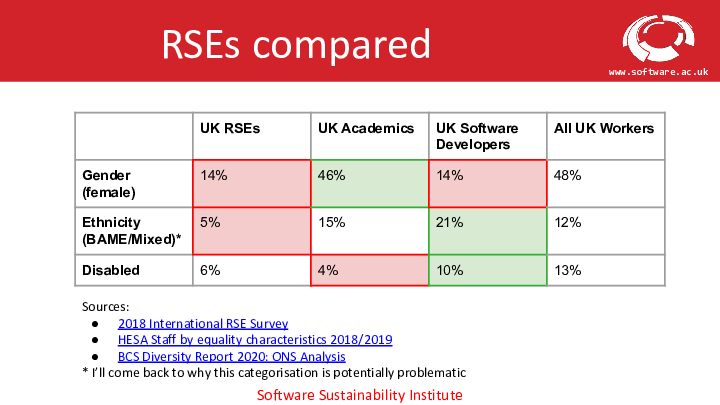 RSEs compared
www.software.ac.uk
UK RSEs UK Academics UK Software Developers All UK Workers
Gender (female) 14% 46% 14% 48%
Ethnicity (BAME/Mixed)* 5% 15% 21% 12%
Disabled 6% 4% 10% 13%
Sources:
● 2018 International RSE Survey
● HESA Staff by equality characteristics 2018/2019
● BCS Diversity Report 2020: ONS Analysis
* I'll come back to why this categorisation is potentially problematic
Software Sustainability Institute